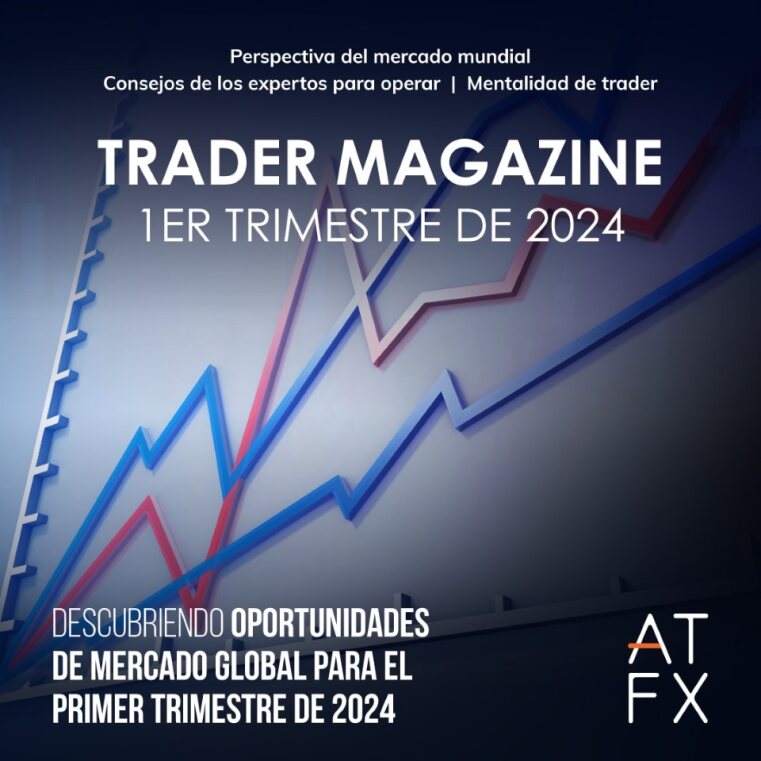 Perspectiva del mercado mundial
Consejos de los expertos para operar | Mentalidad de trader
TRADER MAGAZINE
1ER TRIMESTRE DE 2024
DESCUBRIENDO OPORTUNIDADES
DE MERCADO GLOBAL PARA EL
PRIMER TRIMESTRE DE 2024
AT
FX